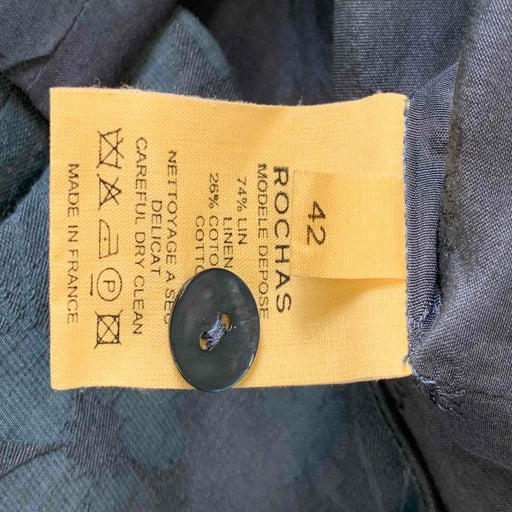 42
ROCHAS
MODELE DEPOSE
74% LIN
LINEN
26% COTO
COTTO
NETTOYAGE A SEC
DELICAT
CAREFUL DRY CLEAN
P
MADE IN FRANCE